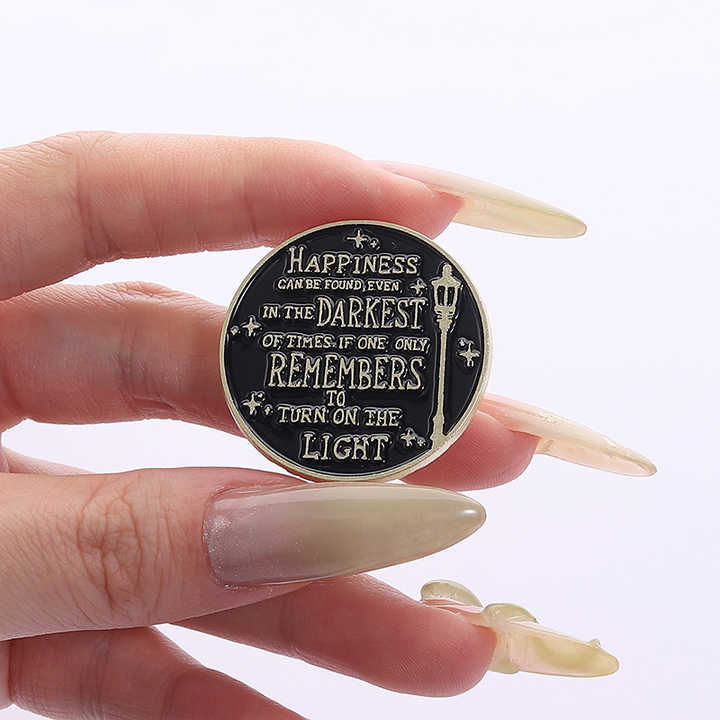 HAPPINESS
CAN BE FOUND, EVEN
IN THE DARKEST
OF TIMES, IF ONE ONLY
REMEMBERS
TO
TURN ON THE
LIGHT